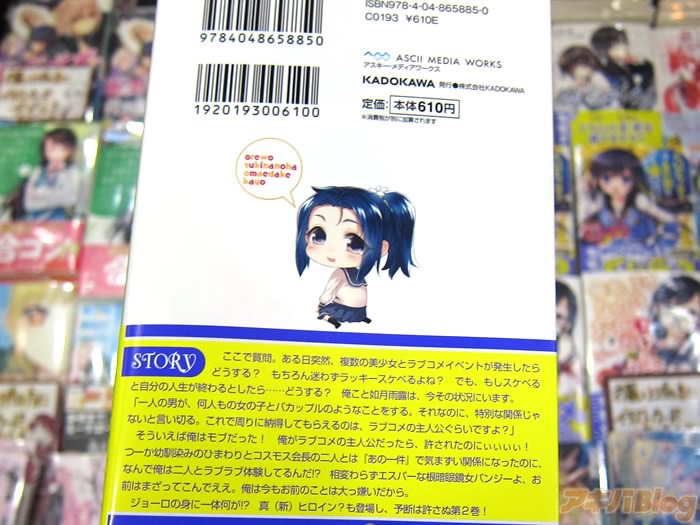 ISBN978-4-04-865885-0
C0193 ¥610E
9784048658850
ASCII MEDIA WORKS
アスキー・メディアワークス
KADOKAWA 発行●株式会社KADOKAWA
1920193006100
定価:本体610円
※消費税が別に加算されます
orewo
sukinanoha
omaedake
kayo
STORY
ここで質問。ある日突然、複数の美少女とラブコメイベントが発生したら
どうする? もちろん迷わずラッキースケベるよね? でも、もしスケベる
と自分の人生が終わるとしたら……どうする? 俺こと如月雨露は、今その状況にいます。
「一人の男が、何人もの女の子とバカップルのようなことをする。それなのに、特別な関係じゃ
ないと言い切る。これで周りに納得してもらえるのは、ラブコメの主人公ぐらいですよ?」
そういえば俺はモブだった! 俺がラブコメの主人公だったら、許されたのにぃぃぃぃ!
つーか幼馴染みのひまわりとコスモス会長の二人とは「あの一件」で気まずい関係になったのに、
なんで俺は二人とラブラブ体験してるんだ!? 相変わらずエスパーな根暗眼鏡女パンジーよ、お
前はまざってこんでええ。俺は今もお前のことは大っ嫌いだから。
ジョーロの身に一体何が!? 真(新)ヒロイン?も登場し、予断は許さぬ第2巻!
アキバBlog